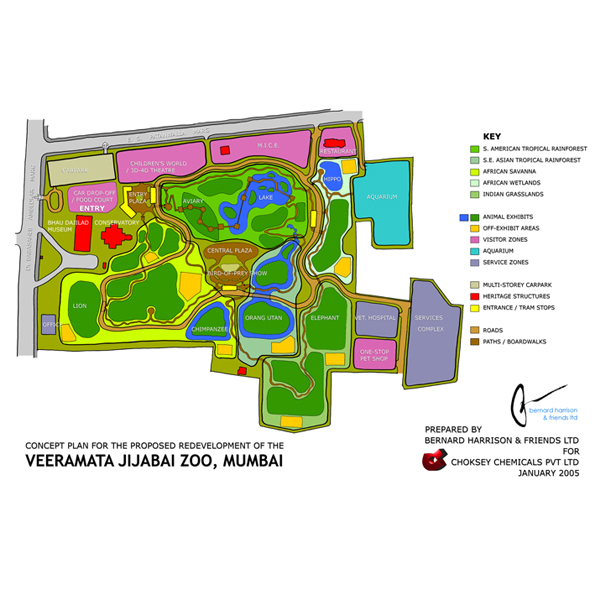 E. S. PATANWALA MARG
M.I.C.E.
RESTAURANT
CARPARK
CHILDREN'S WORLD
/ 3D-4D THEATRE
HIPPO
CAR DROP-OFF
/ FOOD COURT
ENTRY
ENTRY
PLAZA
AVIARY
LAKE
AQUARIUM
BHAU DAJI LAD
MUSEUM
CONSERVATORY
CENTRAL PLAZA
BIRD-OF-PREY SHOW
LION
OFFICE
CHIMPANZEE
ORANG UTAN
ELEPHANT
VET. HOSPITAL
SERVICES
COMPLEX
ONE-STOP
PET SHOP
KEY
S. AMERICAN TROPICAL RAINFOREST
S.E. ASIAN TROPICAL RAINFOREST
AFRICAN SAVANNA
AFRICAN WETLANDS
INDIAN GRASSLANDS
ANIMAL EXHIBITS
OFF-EXHIBIT AREAS
VISITOR ZONES
AQUARIUM
SERVICE ZONES
MULTI-STOREY CARPARK
HERITAGE STRUCTURES
ENTRANCE / TRAM STOPS
ROADS
PATHS / BOARDWALKS
bernard harrison
& friends ltd
CONCEPT PLAN FOR THE PROPOSED REDEVELOPMENT OF THE
VEERAMATA JIJABAI ZOO, MUMBAI
PREPARED BY
BERNARD HARRISON & FRIENDS LTD
FOR
CHOKSEY CHEMICALS PVT LTD
JANUARY 2005